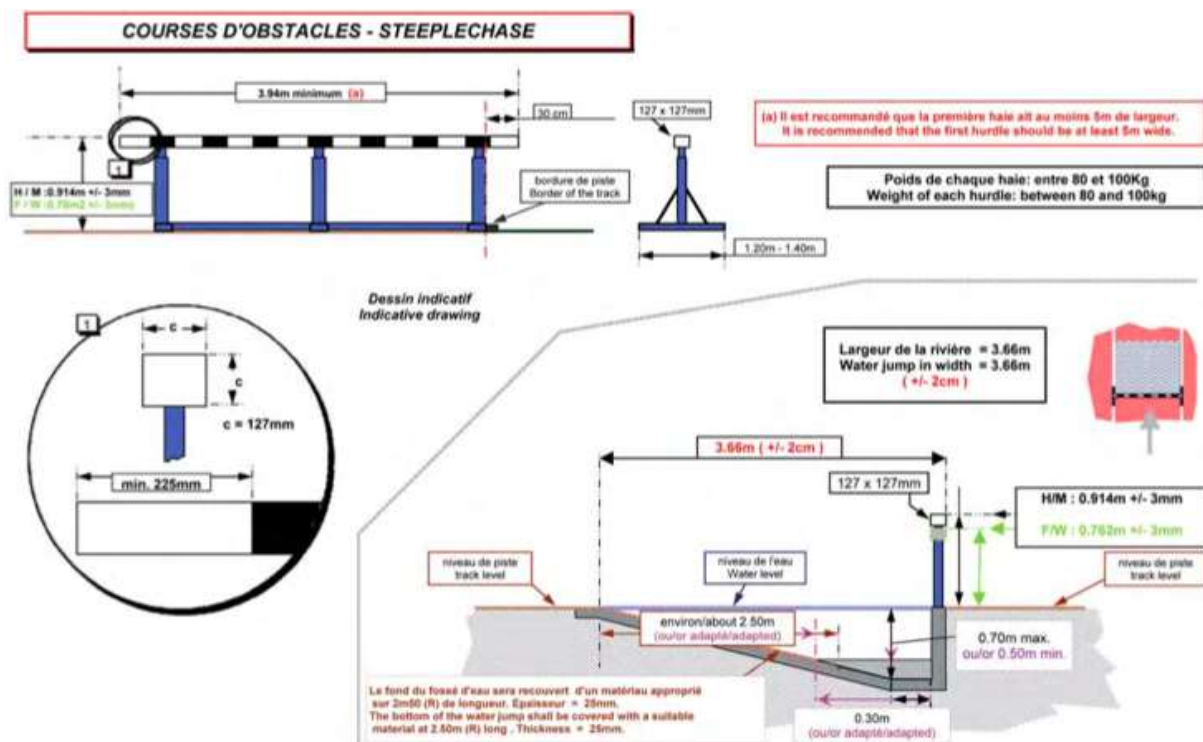 COURSES D'OBSTACLES - STEEPLECHASE
3.94m minimum (a)
30 cm
127 x 127mm
(a) Il est recommandé que la première haie ait au moins 5m de largeur.
It is recommended that the first hurdle should be at least 5m wide.
1
H / M :0.914m +/- 3mm
F / W :0.76m2 +/- 3mm)
bordure de piste
Border of the track
Poids de chaque haie: entre 80 et 100Kg
Weight of each hurdle: between 80 and 100kg
1.20m - 1.40m
Dessin indicatif
Indicative drawing
1
c
c
c = 127mm
min. 225mm
Largeur de la rivière = 3.66m
Water jump in width = 3.66m
( +/- 2cm )
3.66m ( +/- 2cm)
127 x 127mm
H/M : 0.914m +/- 3mm
F/W : 0.762m +/- 3mm
niveau de piste
track level
niveau de l'eau
Water level
niveau de piste
track level
environ/about 2.50m
(ou/or adapté/adapted)
0.70m max.
ou/or 0.50m min.
Le fond du fossé d'eau sera recouvert d'un matériau approprié
sur 2m50 (R) de longueur. Epaisseur = 25mm.
The bottom of the water jump shall be covered with a suitable
material at 2.50m (R) long . Thickness = 25mm.
0.30m
(ou/or adapté/adapted)